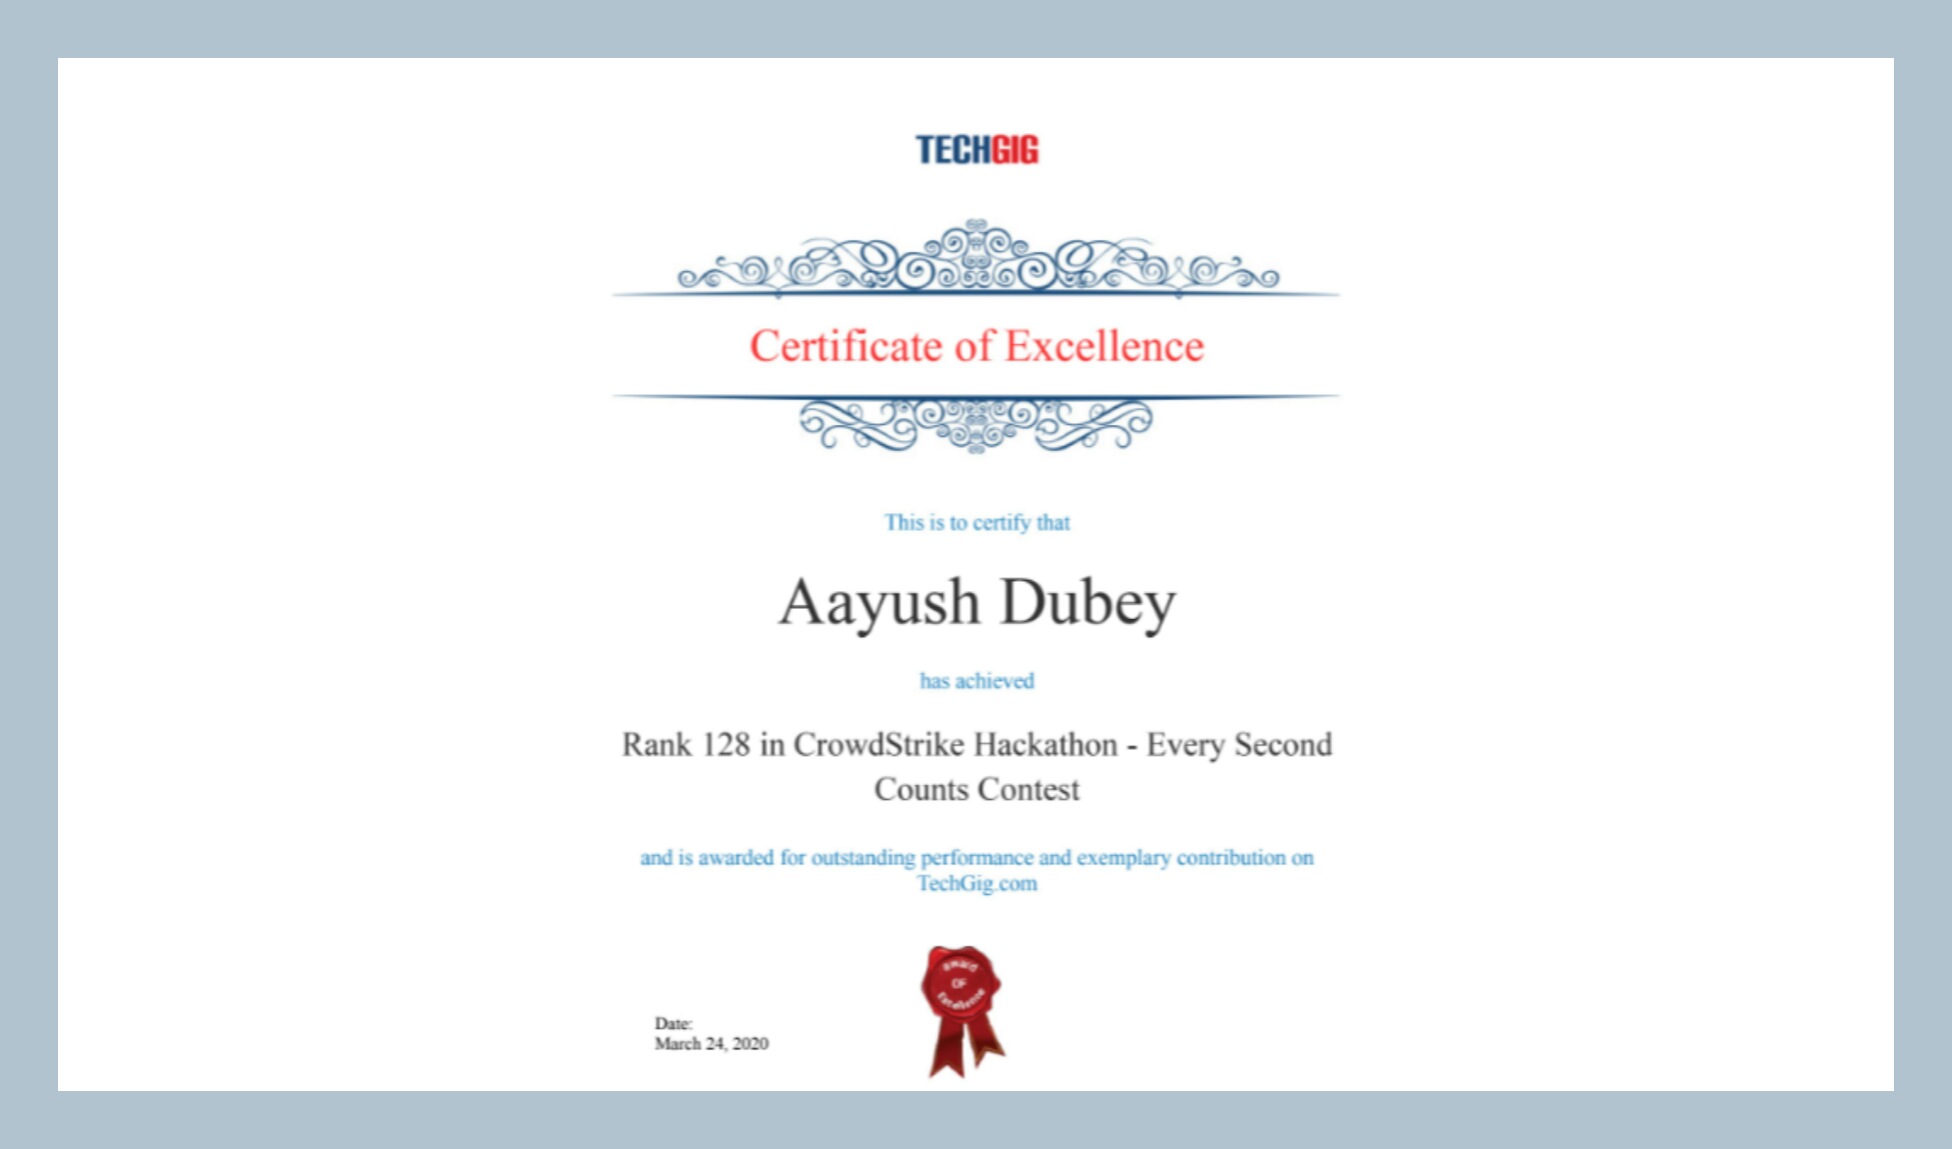 TECHGIG
Certificate of Excellence
This is to certify that
Aayush Dubey
has achieved
Rank 128 in CrowdStrike Hackathon - Every Second
Counts Contest
and is awarded for outstanding performance and exemplary contribution on
TechGig.com
Award
OF
Excellence
Date:
March 24, 2020